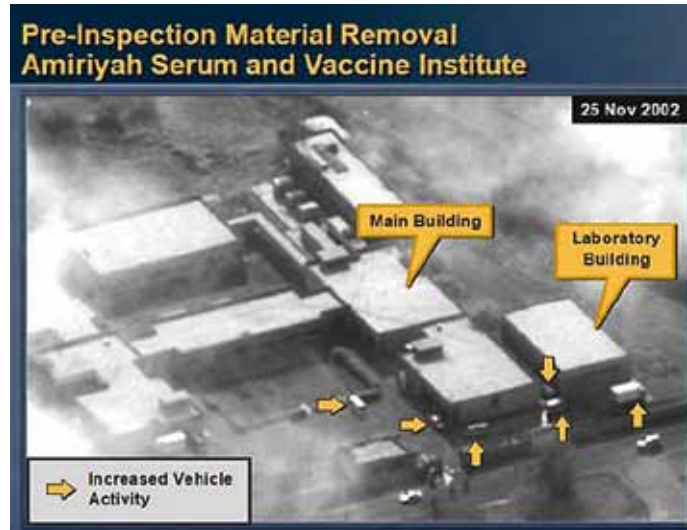 Pre-Inspection Material Removal
Amiriyah Serum and Vaccine Institute
25 Nov 2002
Main Building
Laboratory
Building
Increased Vehicle
Activity